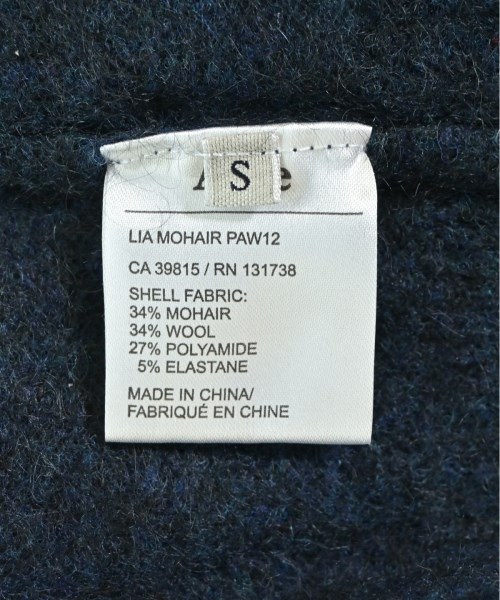 S
LIA MOHAIR PAW12
CA 39815 / RN 131738
SHELL FABRIC:
34% MOHAIR
34% WOOL
27% POLYAMIDE
5% ELASTANE
MADE IN CHINA/
FABRIQUÉ EN CHINE